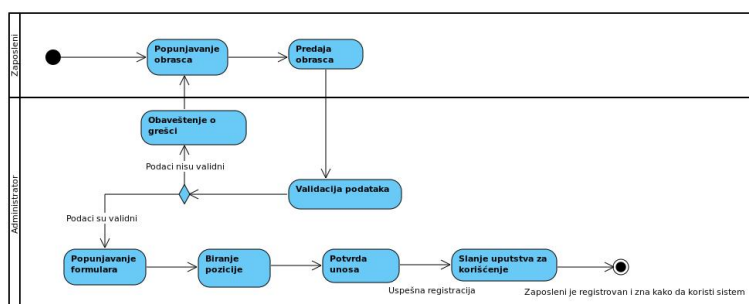 Zaposleni
Popunjavanje
obrasca
Predaja
obrasca
Administrator
Obaveštenje o
grešci
Podaci nisu validni
Validacija podataka
Podaci su validni
Popunjavanje
formulara
Biranje
pozicije
Potvrda
unosa
Uspešna registracija
Slanje uputstva za
korišćenje
Zaposleni je registrovan i zna kako da koristi sistem